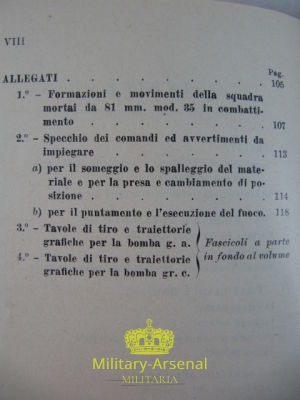 VIII
Pag.
ALLEGATI . . . . . . . . 105
1.° - Formazioni e movimenti della squadra
mortai da 81 mm. mod. 35 in combatti-
mento . . . . . . . 107
2.° - Specchio dei comandi ed avvertimenti da
impiegare . . . . . . 113
a) per il someggio e lo spalleggio del mate-
riale e per la presa e cambiamento di po-
sizione . . . . . . 114
b) per il puntamento e l'esecuzione del fuoco. 118
3.° - Tavole di tiro e traiettorie
grafiche per la bomba g. a.
4.° - Tavole di tiro e traiettorie
grafiche per la bomba gr. c.
Fascicoli a parte
in fondo al volume
Military-Arsenal
MILITARIA